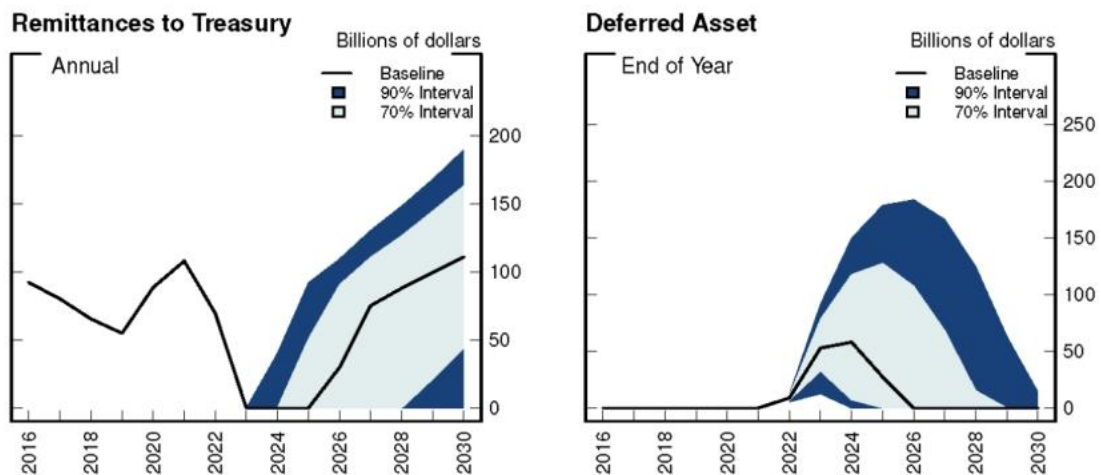 Remittances to Treasury
Billions of dollars
Annual
Baseline
90% Interval
70% Interval
200
150
100
50
0
2016
2018
2020
2022
2024
2026
2028
2030
Deferred Asset
Billions of dollars
End of Year
Baseline
90% Interval
70% Interval
250
200
150
100
50
0
2016
2018
2020
2022
2024
2026
2028
2030